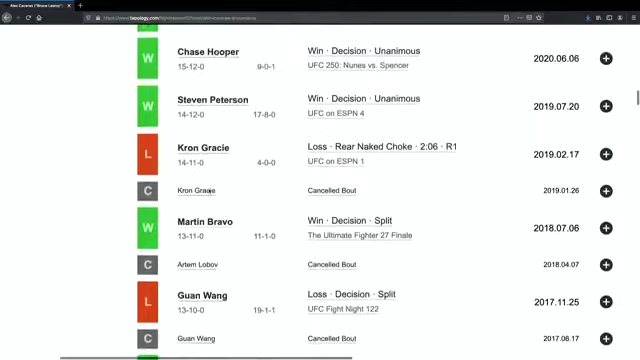 Alex Caceres ("Bruce Leeroy")
W
Chase Hooper
Win · Decision · Unanimous
2020.06.06
15-12-0
9-0-1
UFC 250: Nunes vs. Spencer
W
Steven Peterson
Win · Decision · Unanimous
2019.07.20
14-12-0
17-8-0
UFC on ESPN 4
L
Kron Gracie
Loss · Rear Naked Choke · 2:06 · R1
2019.02.17
14-11-0
4-0-0
UFC on ESPN 1
C
Kron Gracie
Cancelled Bout
2019.01.26
W
Martin Bravo
Win · Decision · Split
2018.07.06
13-11-0
11-1-0
The Ultimate Fighter 27 Finale
C
Artem Lobov
Cancelled Bout
2018.04.07
L
Guan Wang
Loss · Decision · Split
2017.11.25
13-10-0
19-1-1
UFC Fight Night 122
C
Guan Wang
Cancelled Bout
2017.06.17